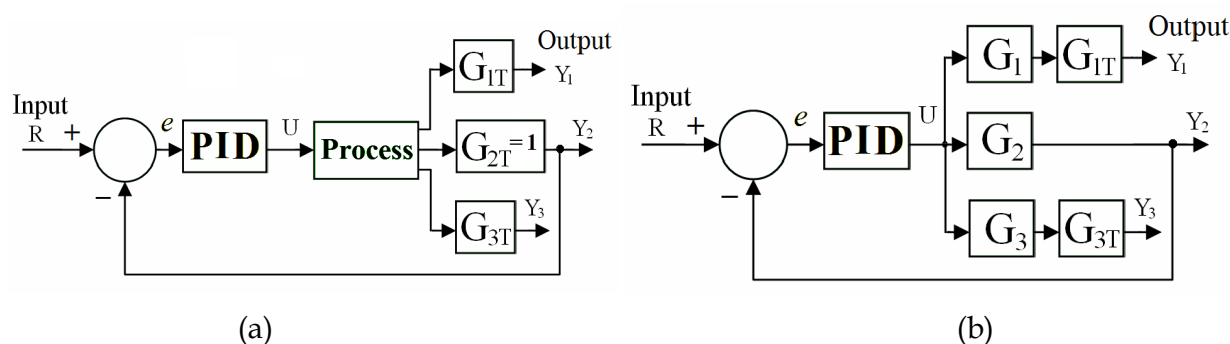 Output
G1T
Y1
Input
R
+
e
PID
U
Process
G2T=1
Y2
−
G3T
Y3
(a)
Output
G1
G1T
Y1
Input
R
+
e
PID
U
G2
Y2
−
G3
G3T
Y3
(b)